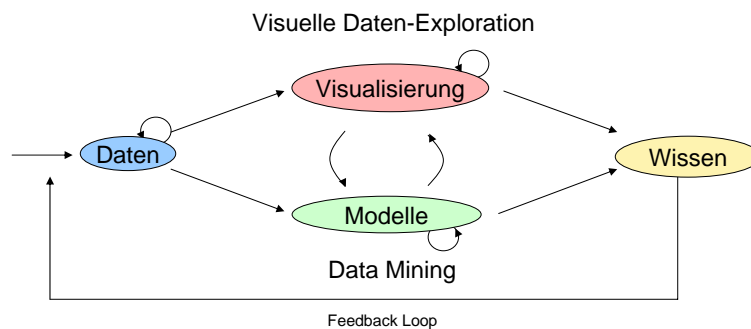 Visuelle Daten-Exploration
Visualisierung
Daten
Wissen
Modelle
Data Mining
Feedback Loop